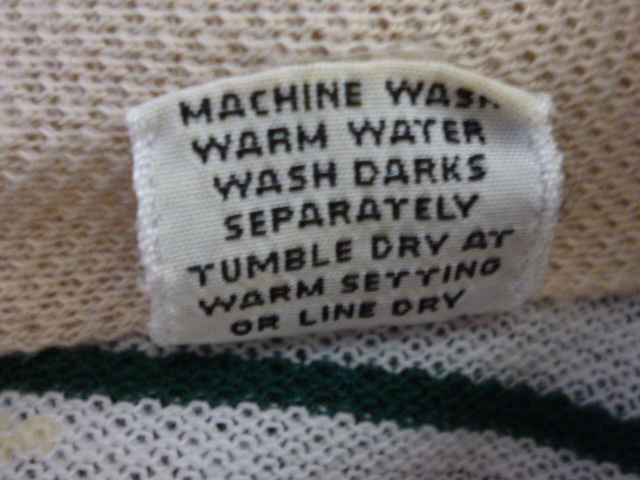 MACHINE WASH
WARM WATER
WASH DARKS
SEPARATELY
TUMBLE DRY AT
WARM SETTING
OR LINE DRY